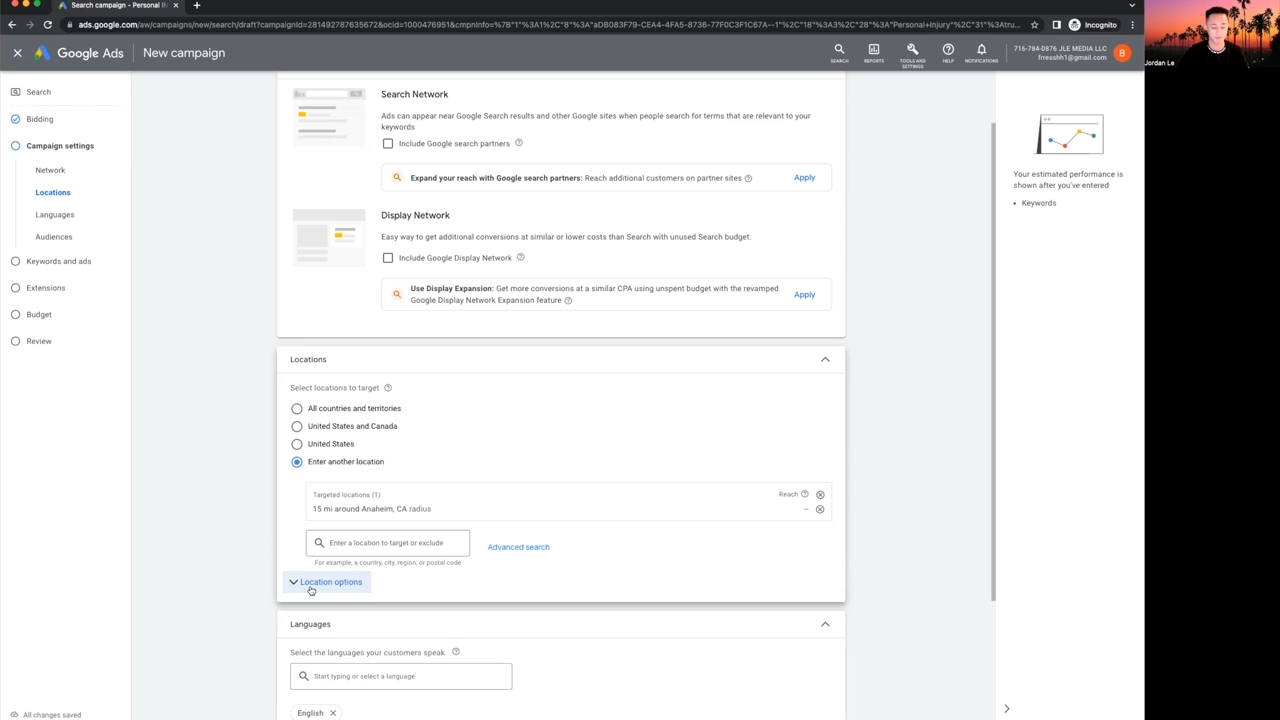 Search campaign - Personal IN
ads.google.com/aw/campaigns/new/search/draft?campaignId=281492787635672&ocid=1000476951&cmpnInfo=%7B"1%3A1%2C"8%3A"aDB083F79-CEA4-4FA5-8736-77F0C3F1C67A--1%2C"18%3A3%2C"28%3A"Personal+Injury"%2C"31"%3Atru...
Incognito
Google Ads
New campaign
SEARCH
REPORTS
TOOLS AND
SETTINGS
HELP
NOTIFICATIONS
716-784-0876 JLE MEDIA LLC
frresshh1@gmail.com
B
Jordan Le
Search
Bidding
Campaign settings
Network
Locations
Languages
Audiences
Keywords and ads
Extensions
Budget
Review
All changes saved
Search Network
Ads can appear near Google Search results and other Google sites when people search for terms that are relevant to your
keywords
Include Google search partners
Expand your reach with Google search partners: Reach additional customers on partner sites
Apply
Display Network
Easy way to get additional conversions at similar or lower costs than Search with unused Search budget.
Include Google Display Network
Use Display Expansion: Get more conversions at a similar CPA using unspent budget with the revamped
Google Display Network Expansion feature
Apply
Locations
Select locations to target
All countries and territories
United States and Canada
United States
Enter another location
Targeted locations (1)
Reach
15 mi around Anaheim, CA radius
–
Enter a location to target or exclude
Advanced search
For example, a country, city, region, or postal code
Location options
Languages
Select the languages your customers speak.
Start typing or select a language
English
Your estimated performance is
shown after you've entered
• Keywords